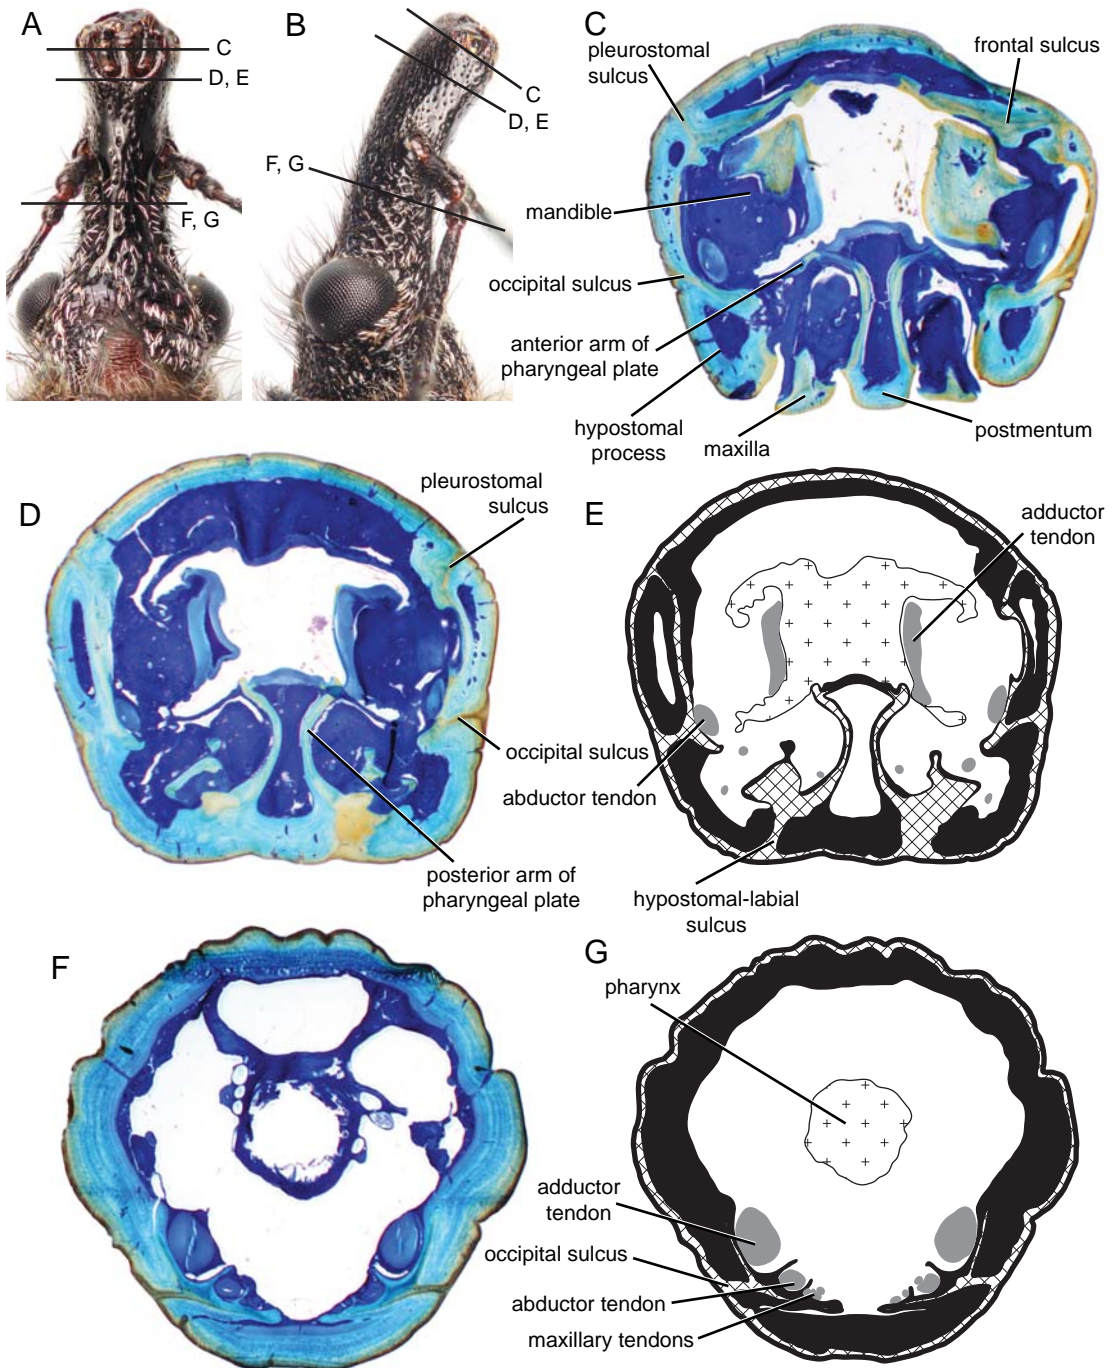 A
C
D, E
F, G
B
C
D, E
F, G
C
pleurostomal
sulcus
frontal sulcus
mandible
occipital sulcus
anterior arm of
pharyngeal plate
hypostomal
process
maxilla
postmentum
D
pleurostomal
sulcus
occipital sulcus
posterior arm of
pharyngeal plate
E
adductor
tendon
abductor tendon
hypostomal-labial
sulcus
F
G
pharynx
adductor
tendon
occipital sulcus
abductor tendon
maxillary tendons